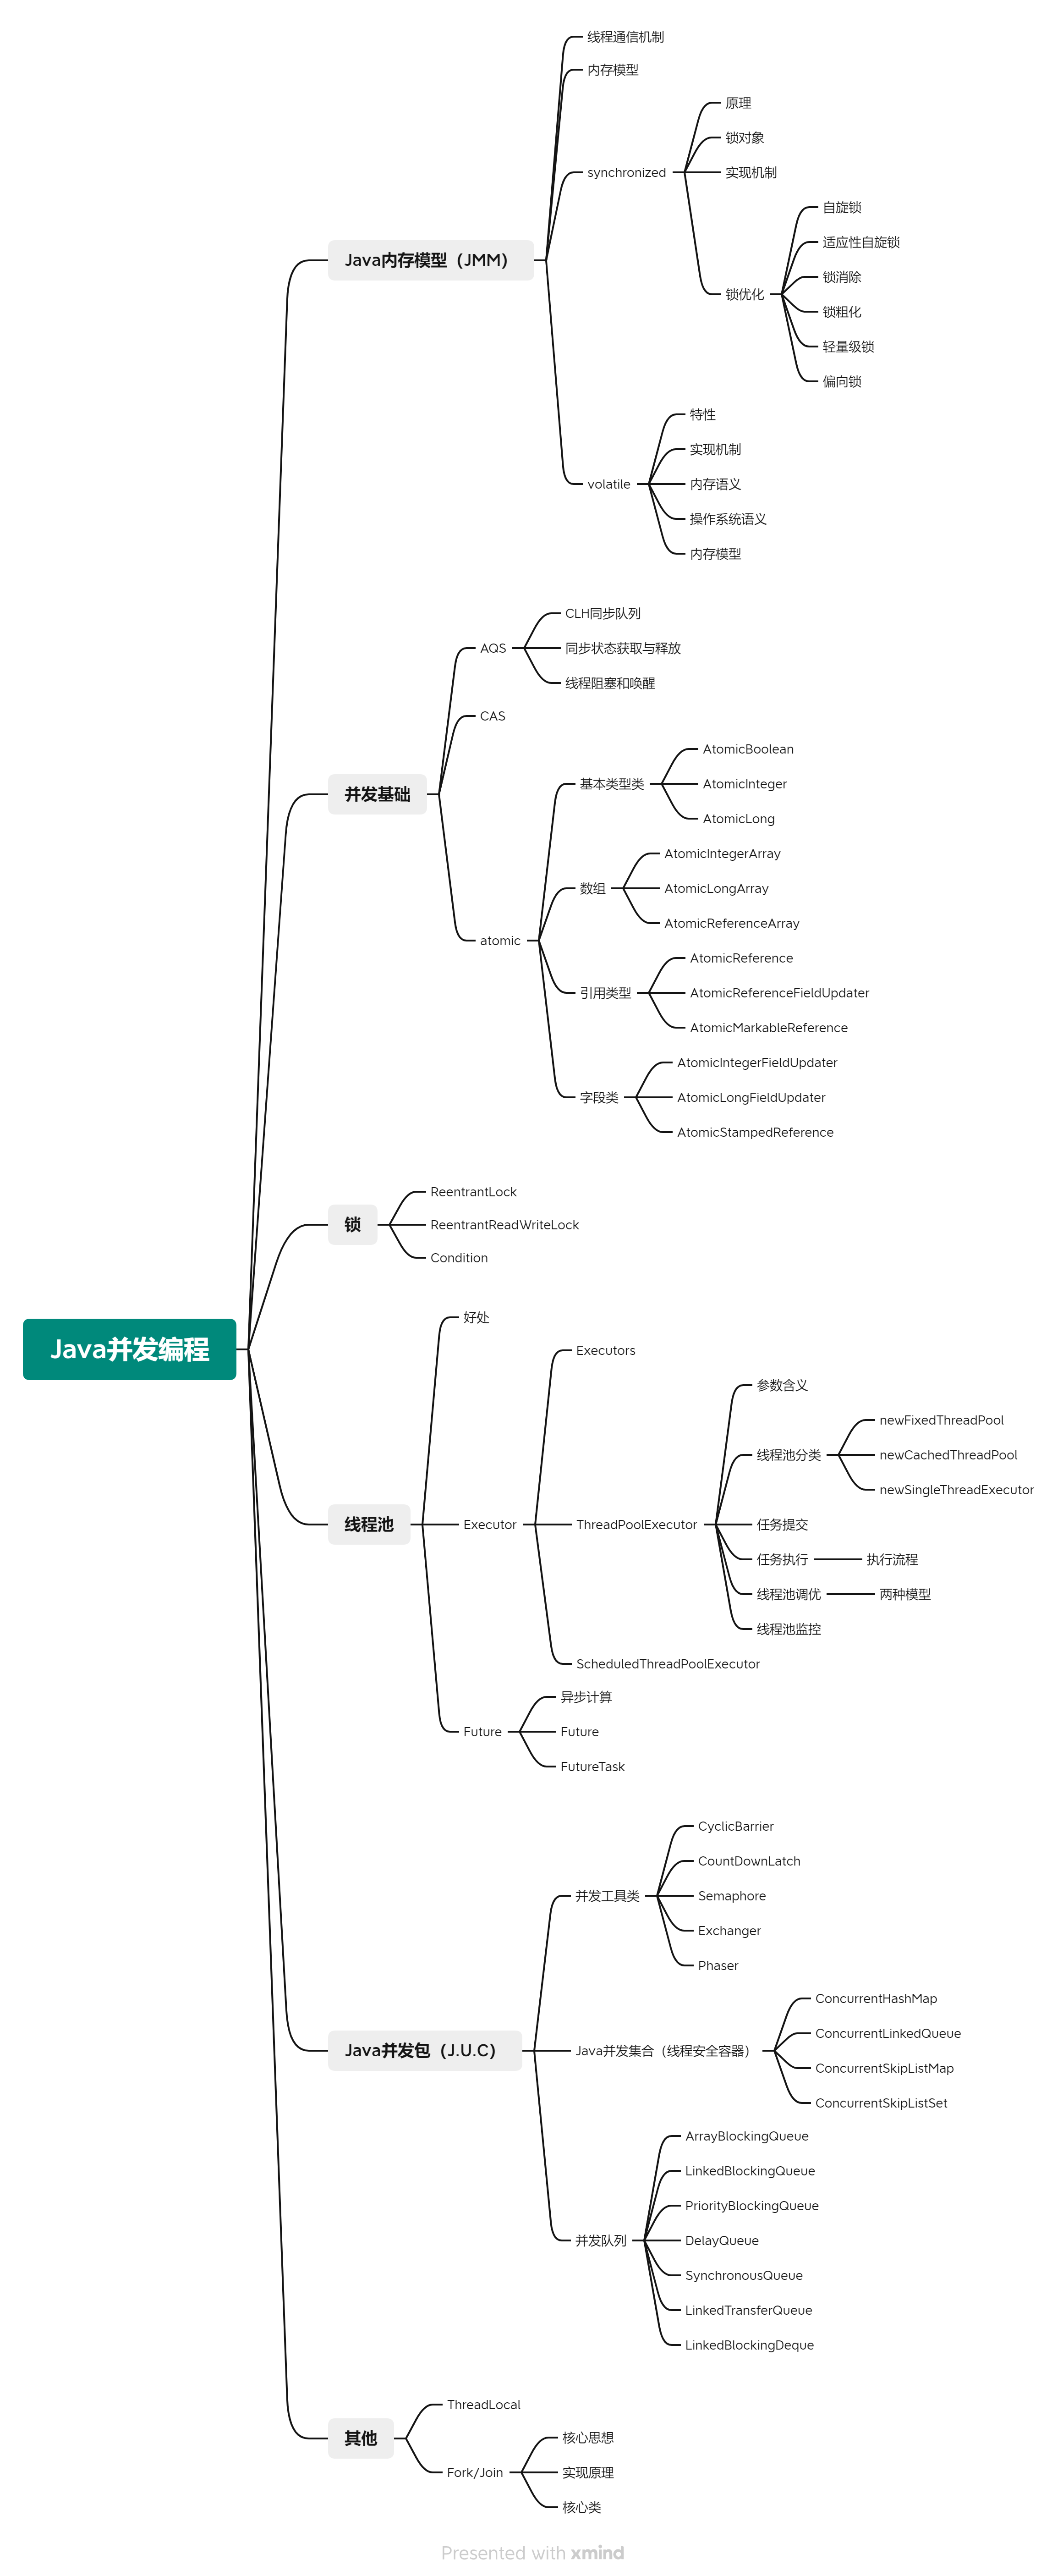 Java并发编程
Java内存模型（JMM）
线程通信机制
内存模型
synchronized
原理
锁对象
实现机制
锁优化
自旋锁
适应性自旋锁
锁消除
锁粗化
轻量级锁
偏向锁
volatile
特性
实现机制
内存语义
操作系统语义
内存模型
并发基础
AQS
CLH同步队列
同步状态获取与释放
线程阻塞和唤醒
CAS
atomic
基本类型类
AtomicBoolean
AtomicInteger
AtomicLong
数组
AtomicIntegerArray
AtomicLongArray
AtomicReferenceArray
引用类型
AtomicReference
AtomicReferenceFieldUpdater
AtomicMarkableReference
字段类
AtomicIntegerFieldUpdater
AtomicLongFieldUpdater
AtomicStampedReference
锁
ReentrantLock
ReentrantReadWriteLock
Condition
线程池
好处
Executor
Executors
ThreadPoolExecutor
参数含义
线程池分类
newFixedThreadPool
newCachedThreadPool
newSingleThreadExecutor
任务提交
任务执行
执行流程
线程池调优
两种模型
线程池监控
ScheduledThreadPoolExecutor
Future
异步计算
Future
FutureTask
Java并发包（J.U.C）
并发工具类
CyclicBarrier
CountDownLatch
Semaphore
Exchanger
Phaser
Java并发集合（线程安全容器）
ConcurrentHashMap
ConcurrentLinkedQueue
ConcurrentSkipListMap
ConcurrentSkipListSet
并发队列
ArrayBlockingQueue
LinkedBlockingQueue
PriorityBlockingQueue
DelayQueue
SynchronousQueue
LinkedTransferQueue
LinkedBlockingDeque
其他
ThreadLocal
Fork/Join
核心思想
实现原理
核心类
Presented with xmind